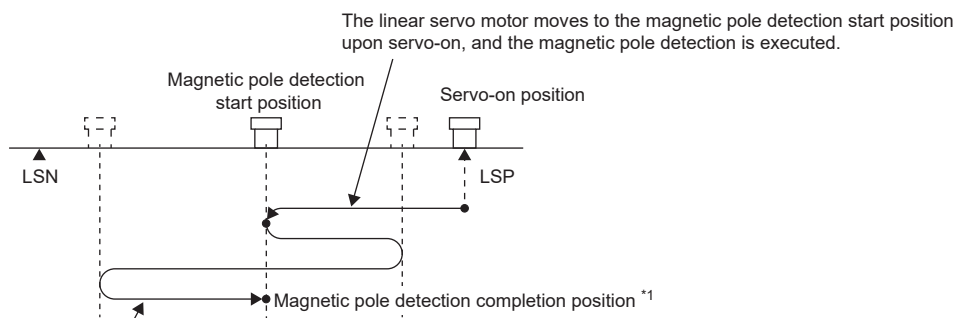 The linear servo motor moves to the magnetic pole detection start position
upon servo-on, and the magnetic pole detection is executed.
Magnetic pole detection
start position
Servo-on position
LSN
LSP
Magnetic pole detection completion position *1